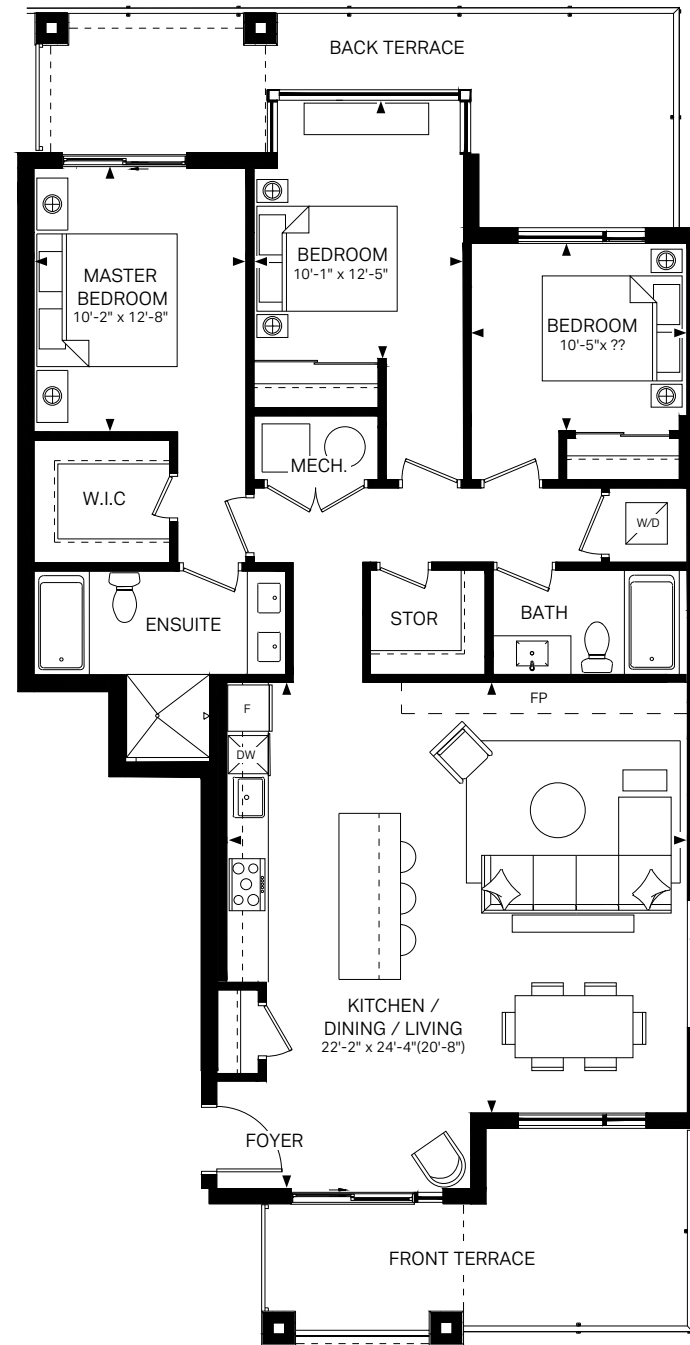 BACK TERRACE
MASTER
BEDROOM
10'-2" x 12'-8"
BEDROOM
10'-1" x 12'-5"
BEDROOM
10'-5"x ??
MECH.
W.I.C
W/D
ENSUITE
STOR
BATH
F
FP
DW
KITCHEN /
DINING / LIVING
22'-2" x 24'-4"(20'-8")
FOYER
FRONT TERRACE